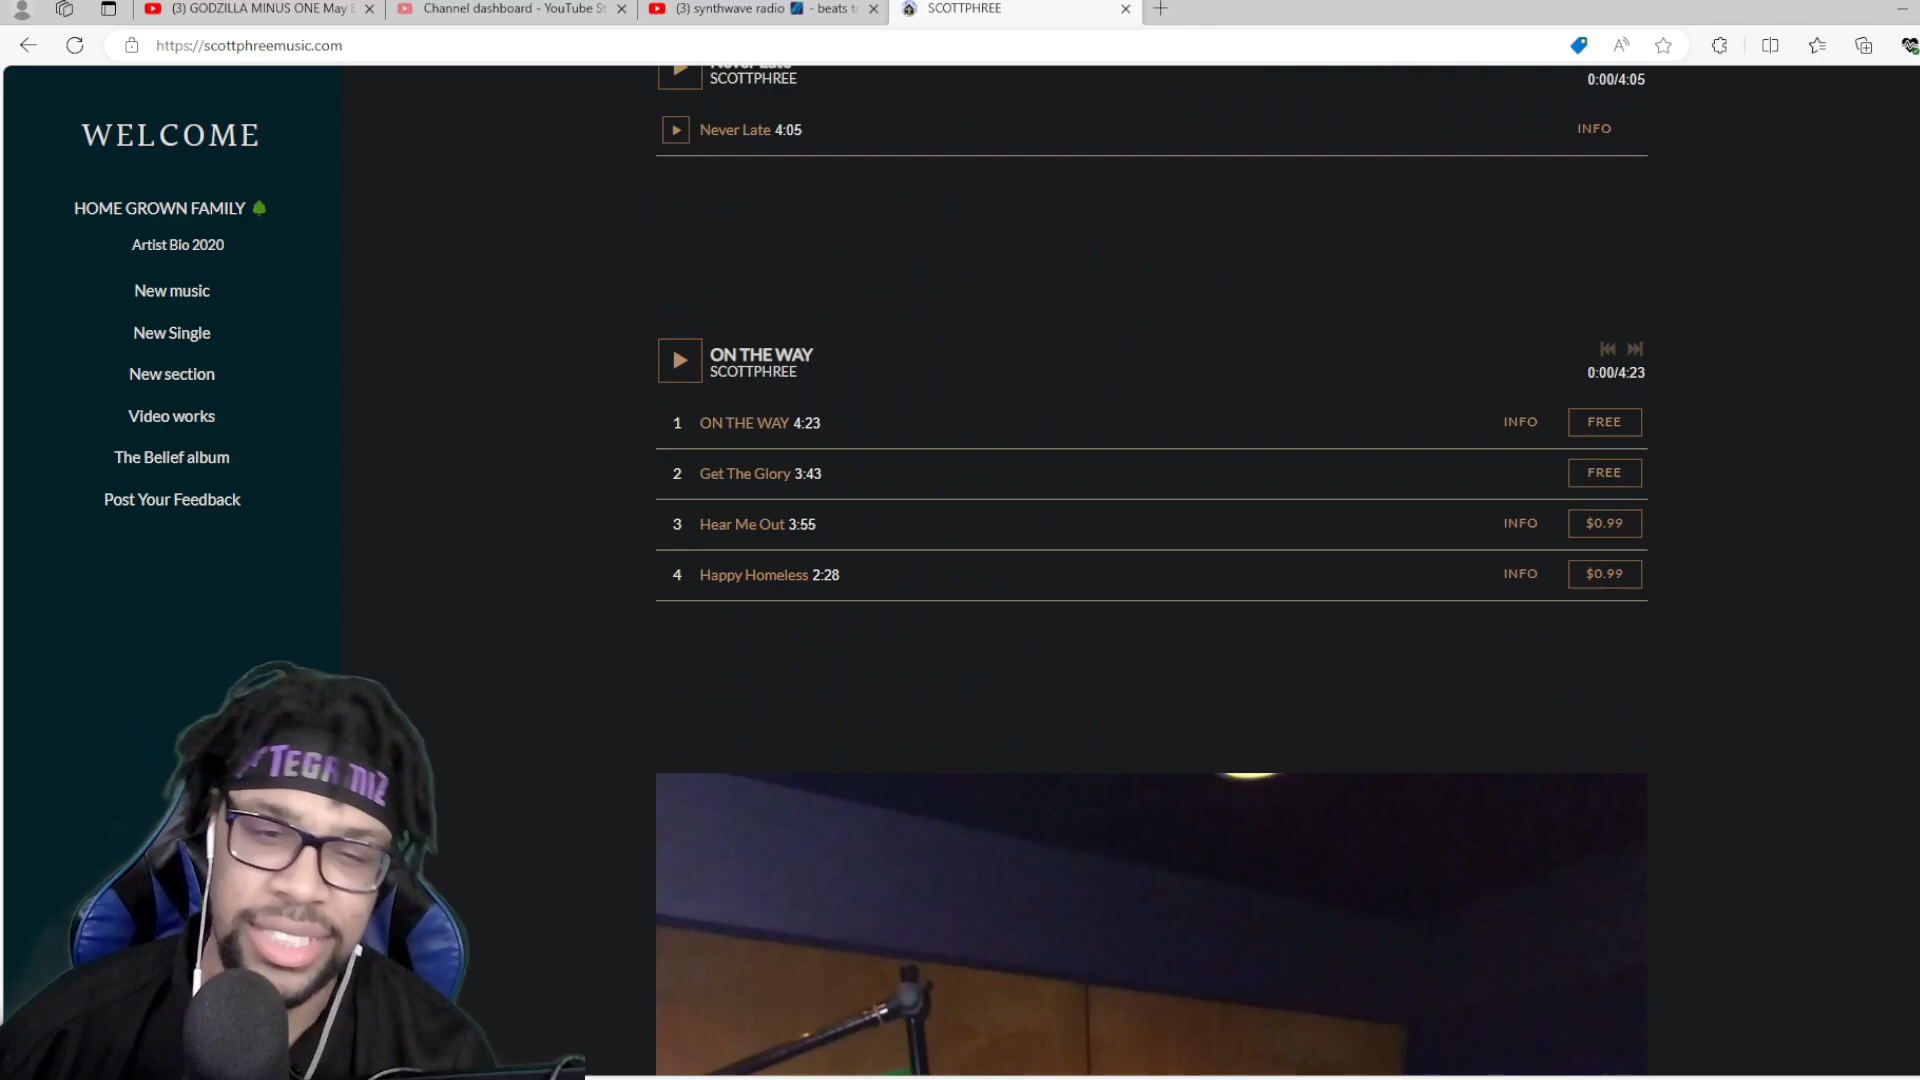 (3) GODZILLA MINUS ONE May
Channel dashboard - YouTube St
(3) synthwave radio 🌌 - beats to
SCOTTPHREE
https://scottphreemusic.com
WELCOME
HOME GROWN FAMILY 🌳
Artist Bio 2020
New music
New Single
New section
Video works
The Belief album
Post Your Feedback
Never Late
SCOTTPHREE
0:00/4:05
Never Late 4:05
INFO
ON THE WAY
SCOTTPHREE
0:00/4:23
1 ON THE WAY 4:23 INFO FREE
2 Get The Glory 3:43 FREE
3 Hear Me Out 3:55 INFO $0.99
4 Happy Homeless 2:28 INFO $0.99